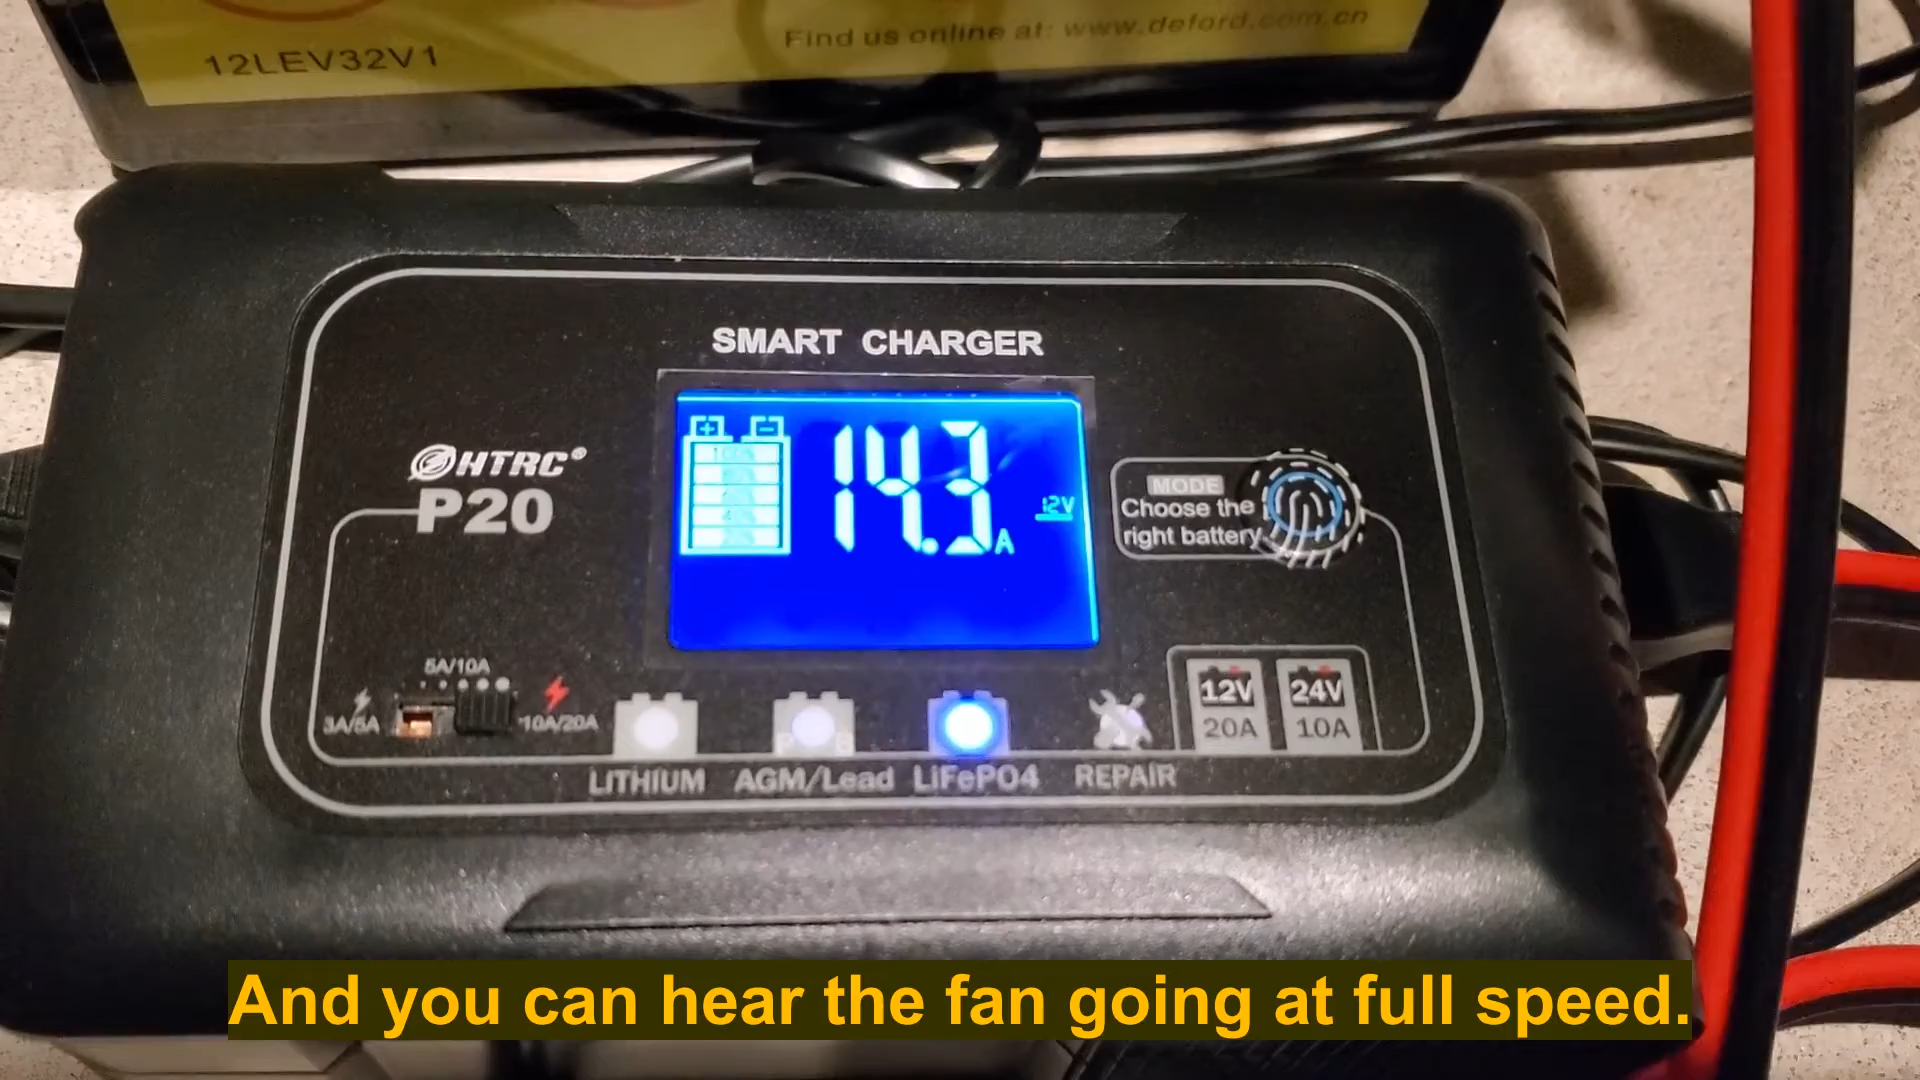 12LEV32V1
Find us online at: www.deford.com.cn
SMART CHARGER
HTRC®
P20
+ −
14.3A
12V
MODE
Choose the
right battery
5A/10A
3A/5A
10A/20A
LITHIUM
AGM/Lead
LiFePO4
REPAIR
12V
20A
24V
10A
And you can hear the fan going at full speed.